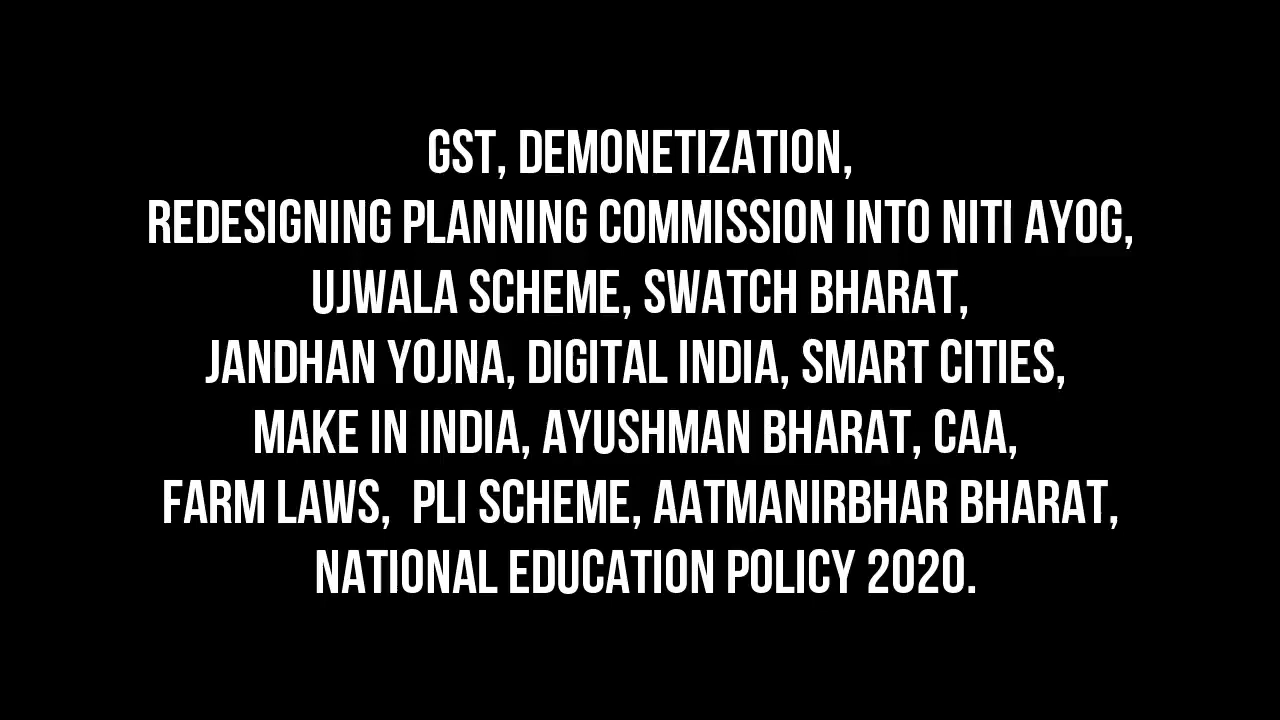 GST, DEMONETIZATION,
REDESIGNING PLANNING COMMISSION INTO NITI AYOG,
UJWALA SCHEME, SWATCH BHARAT,
JANDHAN YOJNA, DIGITAL INDIA, SMART CITIES,
MAKE IN INDIA, AYUSHMAN BHARAT, CAA,
FARM LAWS,  PLI SCHEME, AATMANIRBHAR BHARAT,
NATIONAL EDUCATION POLICY 2020.